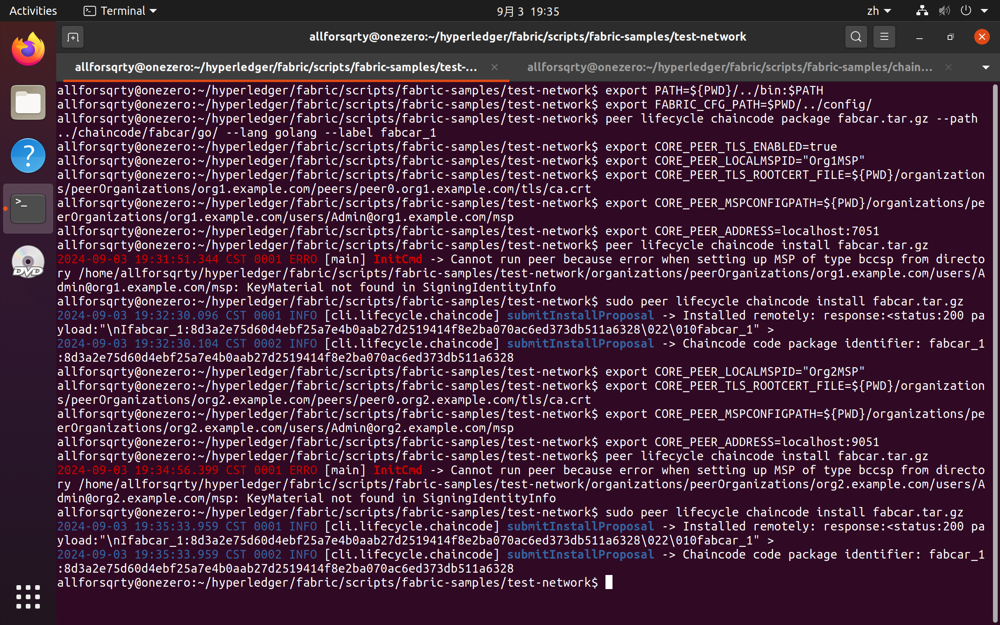 Activities
Terminal
9月 3 19:35
zh
allforsqrty@onezero:~/hyperledger/fabric/scripts/fabric-samples/test-network
allforsqrty@onezero:~/hyperledger/fabric/scripts/fabric-samples/test-...
allforsqrty@onezero:~/hyperledger/fabric/scripts/fabric-samples/chain...
allforsqrty@onezero:~/hyperledger/fabric/scripts/fabric-samples/test-network$ export PATH=${PWD}/../bin:$PATH
allforsqrty@onezero:~/hyperledger/fabric/scripts/fabric-samples/test-network$ export FABRIC_CFG_PATH=$PWD/../config/
allforsqrty@onezero:~/hyperledger/fabric/scripts/fabric-samples/test-network$ peer lifecycle chaincode package fabcar.tar.gz --path
../chaincode/fabcar/go/ --lang golang --label fabcar_1
allforsqrty@onezero:~/hyperledger/fabric/scripts/fabric-samples/test-network$ export CORE_PEER_TLS_ENABLED=true
allforsqrty@onezero:~/hyperledger/fabric/scripts/fabric-samples/test-network$ export CORE_PEER_LOCALMSPID="Org1MSP"
allforsqrty@onezero:~/hyperledger/fabric/scripts/fabric-samples/test-network$ export CORE_PEER_TLS_ROOTCERT_FILE=${PWD}/organization
s/peerOrganizations/org1.example.com/peers/peer0.org1.example.com/tls/ca.crt
allforsqrty@onezero:~/hyperledger/fabric/scripts/fabric-samples/test-network$ export CORE_PEER_MSPCONFIGPATH=${PWD}/organizations/pe
erOrganizations/org1.example.com/users/Admin@org1.example.com/msp
allforsqrty@onezero:~/hyperledger/fabric/scripts/fabric-samples/test-network$ export CORE_PEER_ADDRESS=localhost:7051
allforsqrty@onezero:~/hyperledger/fabric/scripts/fabric-samples/test-network$ peer lifecycle chaincode install fabcar.tar.gz
2024-09-03 19:31:51.344 CST 0001 ERRO [main] InitCmd -> Cannot run peer because error when setting up MSP of type bccsp from directo
ry /home/allforsqrty/hyperledger/fabric/scripts/fabric-samples/test-network/organizations/peerOrganizations/org1.example.com/users/A
dmin@org1.example.com/msp: KeyMaterial not found in SigningIdentityInfo
allforsqrty@onezero:~/hyperledger/fabric/scripts/fabric-samples/test-network$ sudo peer lifecycle chaincode install fabcar.tar.gz
2024-09-03 19:32:30.096 CST 0001 INFO [cli.lifecycle.chaincode] submitInstallProposal -> Installed remotely: response:<status:200 pa
yload:"\nIfabcar_1:8d3a2e75d60d4ebf25a7e4b0aab27d2519414f8e2ba070ac6ed373db511a6328\022\010fabcar_1" >
2024-09-03 19:32:30.104 CST 0002 INFO [cli.lifecycle.chaincode] submitInstallProposal -> Chaincode code package identifier: fabcar_1
:8d3a2e75d60d4ebf25a7e4b0aab27d2519414f8e2ba070ac6ed373db511a6328
allforsqrty@onezero:~/hyperledger/fabric/scripts/fabric-samples/test-network$ export CORE_PEER_LOCALMSPID="Org2MSP"
allforsqrty@onezero:~/hyperledger/fabric/scripts/fabric-samples/test-network$ export CORE_PEER_TLS_ROOTCERT_FILE=${PWD}/organization
s/peerOrganizations/org2.example.com/peers/peer0.org2.example.com/tls/ca.crt
allforsqrty@onezero:~/hyperledger/fabric/scripts/fabric-samples/test-network$ export CORE_PEER_MSPCONFIGPATH=${PWD}/organizations/pe
erOrganizations/org2.example.com/users/Admin@org2.example.com/msp
allforsqrty@onezero:~/hyperledger/fabric/scripts/fabric-samples/test-network$ export CORE_PEER_ADDRESS=localhost:9051
allforsqrty@onezero:~/hyperledger/fabric/scripts/fabric-samples/test-network$ peer lifecycle chaincode install fabcar.tar.gz
2024-09-03 19:34:56.399 CST 0001 ERRO [main] InitCmd -> Cannot run peer because error when setting up MSP of type bccsp from directo
ry /home/allforsqrty/hyperledger/fabric/scripts/fabric-samples/test-network/organizations/peerOrganizations/org2.example.com/users/A
dmin@org2.example.com/msp: KeyMaterial not found in SigningIdentityInfo
allforsqrty@onezero:~/hyperledger/fabric/scripts/fabric-samples/test-network$ sudo peer lifecycle chaincode install fabcar.tar.gz
2024-09-03 19:35:33.959 CST 0001 INFO [cli.lifecycle.chaincode] submitInstallProposal -> Installed remotely: response:<status:200 pa
yload:"\nIfabcar_1:8d3a2e75d60d4ebf25a7e4b0aab27d2519414f8e2ba070ac6ed373db511a6328\022\010fabcar_1" >
2024-09-03 19:35:33.959 CST 0002 INFO [cli.lifecycle.chaincode] submitInstallProposal -> Chaincode code package identifier: fabcar_1
:8d3a2e75d60d4ebf25a7e4b0aab27d2519414f8e2ba070ac6ed373db511a6328
allforsqrty@onezero:~/hyperledger/fabric/scripts/fabric-samples/test-network$
DVD